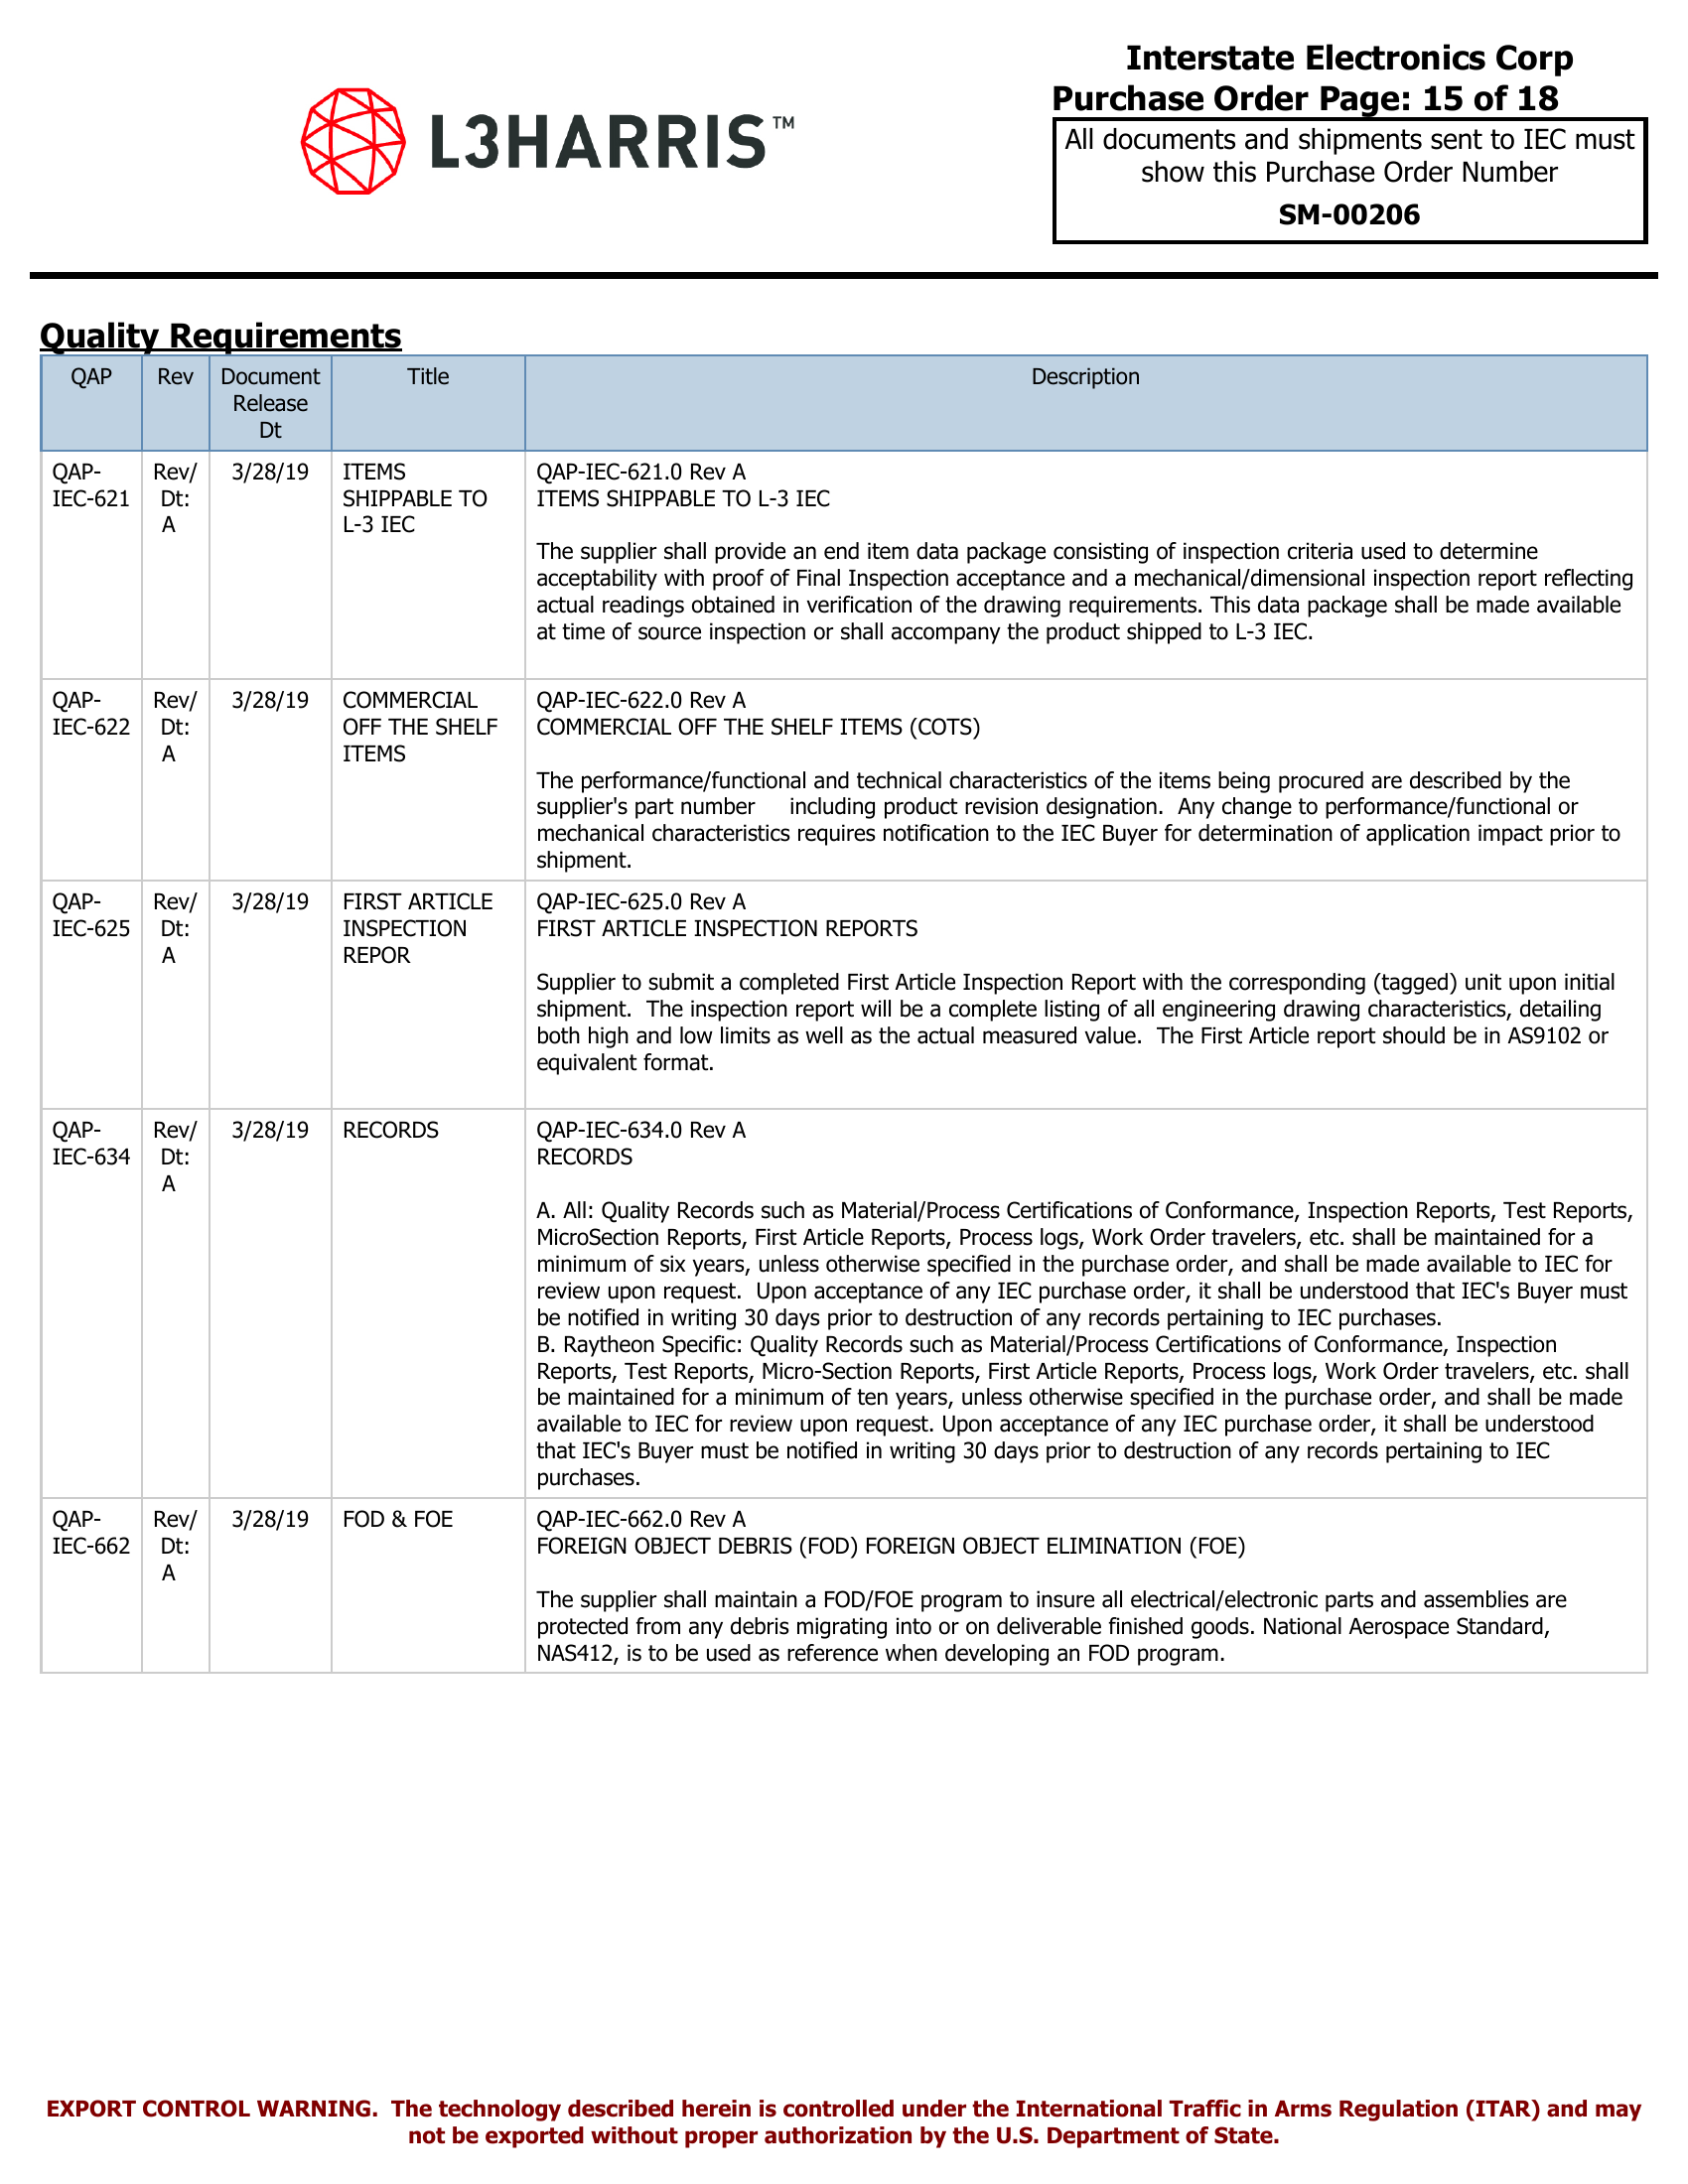 L3HARRIS™
Interstate Electronics Corp
Purchase Order Page: 15 of 18
All documents and shipments sent to IEC must
show this Purchase Order Number
SM-00206
Quality Requirements
QAP Rev Document Title Description
Release
Dt
QAP- Rev/ 3/28/19 ITEMS QAP-IEC-621.0 Rev A
IEC-621 Dt: SHIPPABLE TO ITEMS SHIPPABLE TO L-3 IEC
A L-3 IEC
The supplier shall provide an end item data package consisting of inspection criteria used to determine
acceptability with proof of Final Inspection acceptance and a mechanical/dimensional inspection report reflecting
actual readings obtained in verification of the drawing requirements. This data package shall be made available
at time of source inspection or shall accompany the product shipped to L-3 IEC.
QAP- Rev/ 3/28/19 COMMERCIAL QAP-IEC-622.0 Rev A
IEC-622 Dt: OFF THE SHELF COMMERCIAL OFF THE SHELF ITEMS (COTS)
A ITEMS
The performance/functional and technical characteristics of the items being procured are described by the
supplier's part number     including product revision designation.  Any change to performance/functional or
mechanical characteristics requires notification to the IEC Buyer for determination of application impact prior to
shipment.
QAP- Rev/ 3/28/19 FIRST ARTICLE QAP-IEC-625.0 Rev A
IEC-625 Dt: INSPECTION FIRST ARTICLE INSPECTION REPORTS
A REPOR
Supplier to submit a completed First Article Inspection Report with the corresponding (tagged) unit upon initial
shipment.  The inspection report will be a complete listing of all engineering drawing characteristics, detailing
both high and low limits as well as the actual measured value.  The First Article report should be in AS9102 or
equivalent format.
QAP- Rev/ 3/28/19 RECORDS QAP-IEC-634.0 Rev A
IEC-634 Dt: RECORDS
A
A. All: Quality Records such as Material/Process Certifications of Conformance, Inspection Reports, Test Reports,
MicroSection Reports, First Article Reports, Process logs, Work Order travelers, etc. shall be maintained for a
minimum of six years, unless otherwise specified in the purchase order, and shall be made available to IEC for
review upon request.  Upon acceptance of any IEC purchase order, it shall be understood that IEC's Buyer must
be notified in writing 30 days prior to destruction of any records pertaining to IEC purchases.
B. Raytheon Specific: Quality Records such as Material/Process Certifications of Conformance, Inspection
Reports, Test Reports, Micro-Section Reports, First Article Reports, Process logs, Work Order travelers, etc. shall
be maintained for a minimum of ten years, unless otherwise specified in the purchase order, and shall be made
available to IEC for review upon request. Upon acceptance of any IEC purchase order, it shall be understood
that IEC's Buyer must be notified in writing 30 days prior to destruction of any records pertaining to IEC
purchases.
QAP- Rev/ 3/28/19 FOD & FOE QAP-IEC-662.0 Rev A
IEC-662 Dt: FOREIGN OBJECT DEBRIS (FOD) FOREIGN OBJECT ELIMINATION (FOE)
A
The supplier shall maintain a FOD/FOE program to insure all electrical/electronic parts and assemblies are
protected from any debris migrating into or on deliverable finished goods. National Aerospace Standard,
NAS412, is to be used as reference when developing an FOD program.
EXPORT CONTROL WARNING.  The technology described herein is controlled under the International Traffic in Arms Regulation (ITAR) and may
not be exported without proper authorization by the U.S. Department of State.